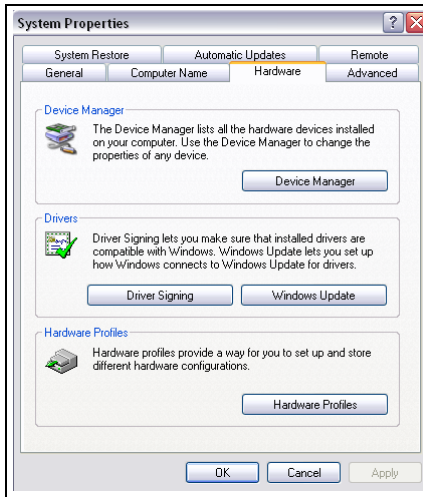 System Properties
System Restore Automatic Updates Remote
General Computer Name Hardware Advanced
Device Manager
The Device Manager lists all the hardware devices installed
on your computer. Use the Device Manager to change the
properties of any device.
Device Manager
Drivers
Driver Signing lets you make sure that installed drivers are
compatible with Windows. Windows Update lets you set up
how Windows connects to Windows Update for drivers.
Driver Signing Windows Update
Hardware Profiles
Hardware profiles provide a way for you to set up and store
different hardware configurations.
Hardware Profiles
OK Cancel Apply